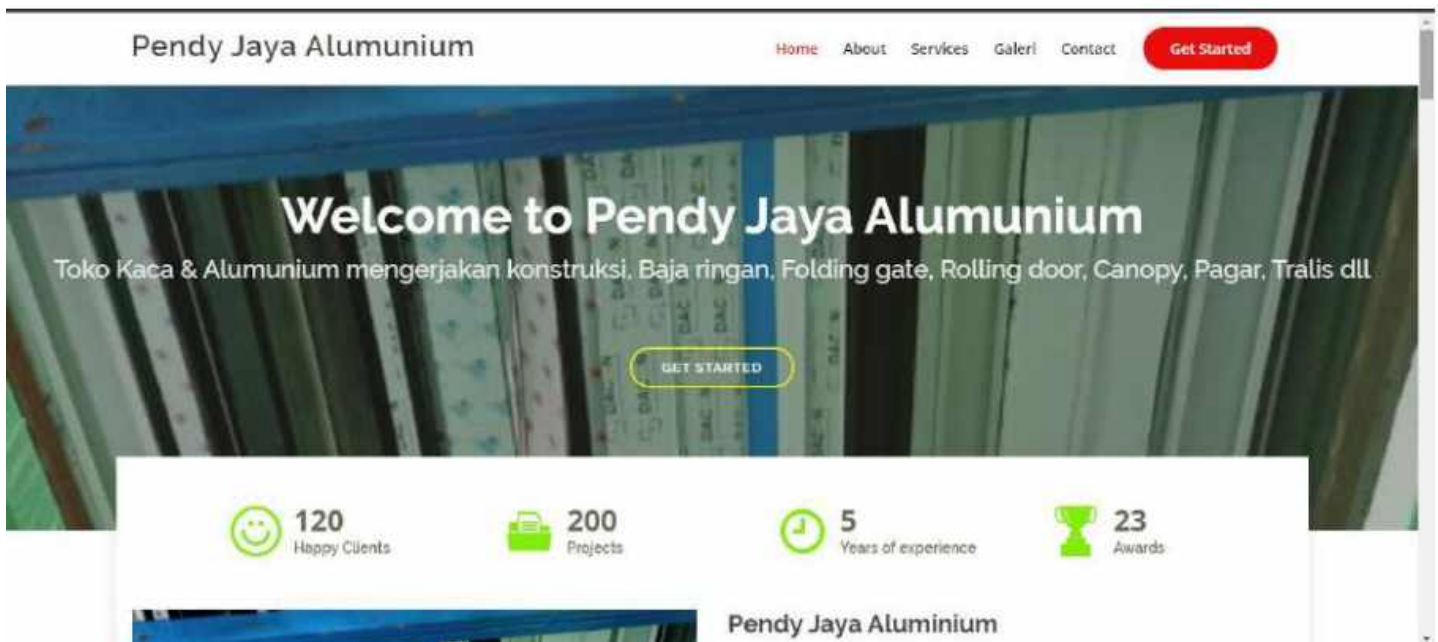 Pendy Jaya Alumunium
Home About Services Galeri Contact Get Started
Welcome to Pendy Jaya Alumunium
Toko Kaca & Alumunium mengerjakan konstruksi, Baja ringan, Folding gate, Rolling door, Canopy, Pagar, Tralis dll
GET STARTED
120
Happy Clients
200
Projects
5
Years of experience
23
Awards
Pendy Jaya Aluminium